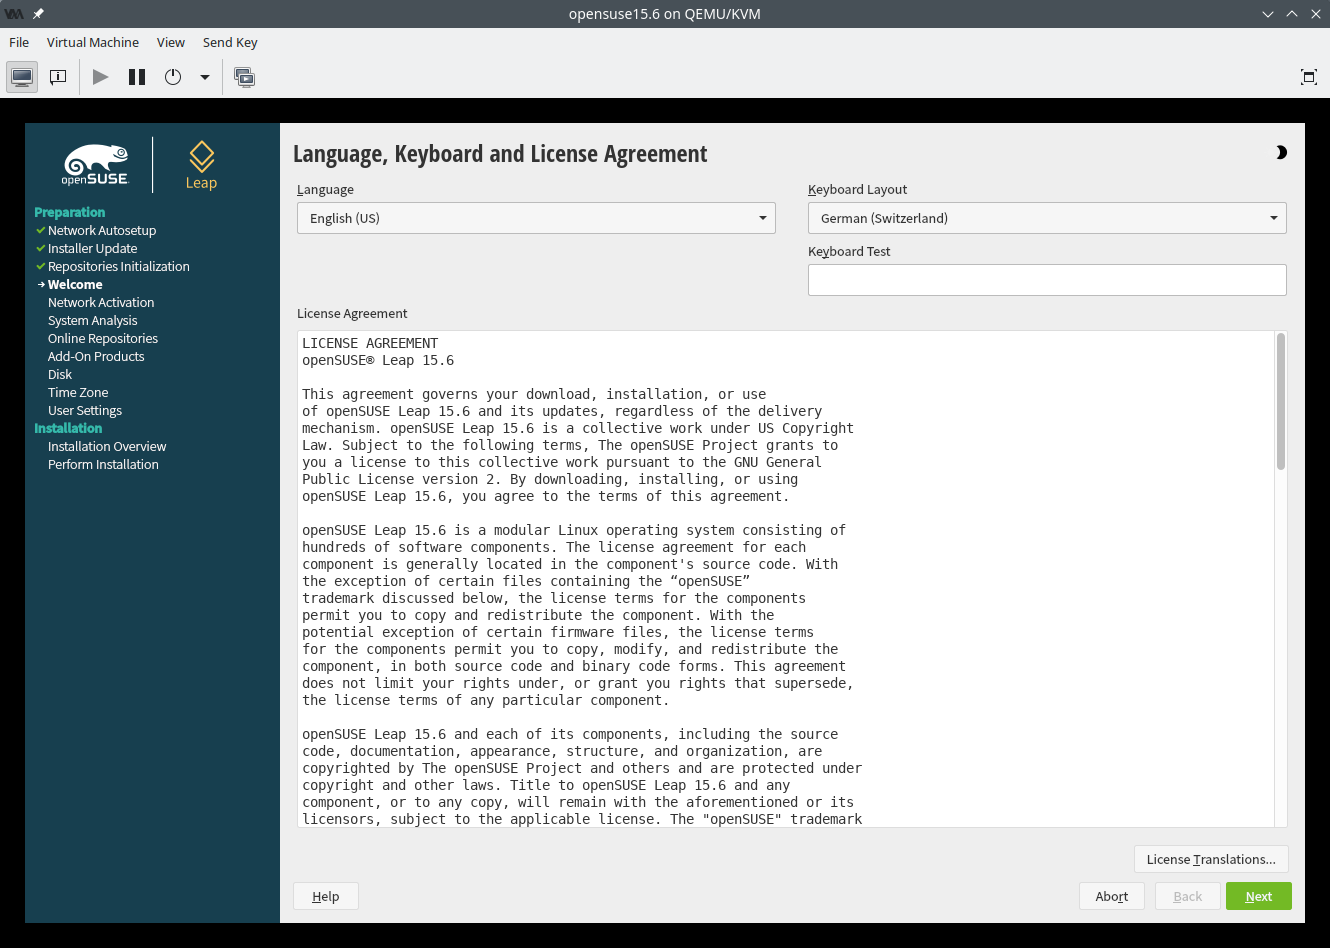 opensuse15.6 on QEMU/KVM
File Virtual Machine View Send Key
openSUSE
Leap
Preparation
Network Autosetup
Installer Update
Repositories Initialization
Welcome
Network Activation
System Analysis
Online Repositories
Add-On Products
Disk
Time Zone
User Settings
Installation
Installation Overview
Perform Installation
Language, Keyboard and License Agreement
Language
English (US)
Keyboard Layout
German (Switzerland)
Keyboard Test
License Agreement
LICENSE AGREEMENT
openSUSE® Leap 15.6
This agreement governs your download, installation, or use
of openSUSE Leap 15.6 and its updates, regardless of the delivery
mechanism. openSUSE Leap 15.6 is a collective work under US Copyright
Law. Subject to the following terms, The openSUSE Project grants to
you a license to this collective work pursuant to the GNU General
Public License version 2. By downloading, installing, or using
openSUSE Leap 15.6, you agree to the terms of this agreement.
openSUSE Leap 15.6 is a modular Linux operating system consisting of
hundreds of software components. The license agreement for each
component is generally located in the component's source code. With
the exception of certain files containing the “openSUSE”
trademark discussed below, the license terms for the components
permit you to copy and redistribute the component. With the
potential exception of certain firmware files, the license terms
for the components permit you to copy, modify, and redistribute the
component, in both source code and binary code forms. This agreement
does not limit your rights under, or grant you rights that supersede,
the license terms of any particular component.
openSUSE Leap 15.6 and each of its components, including the source
code, documentation, appearance, structure, and organization, are
copyrighted by The openSUSE Project and others and are protected under
copyright and other laws. Title to openSUSE Leap 15.6 and any
component, or to any copy, will remain with the aforementioned or its
licensors, subject to the applicable license. The "openSUSE" trademark
License Translations...
Help
Abort
Back
Next